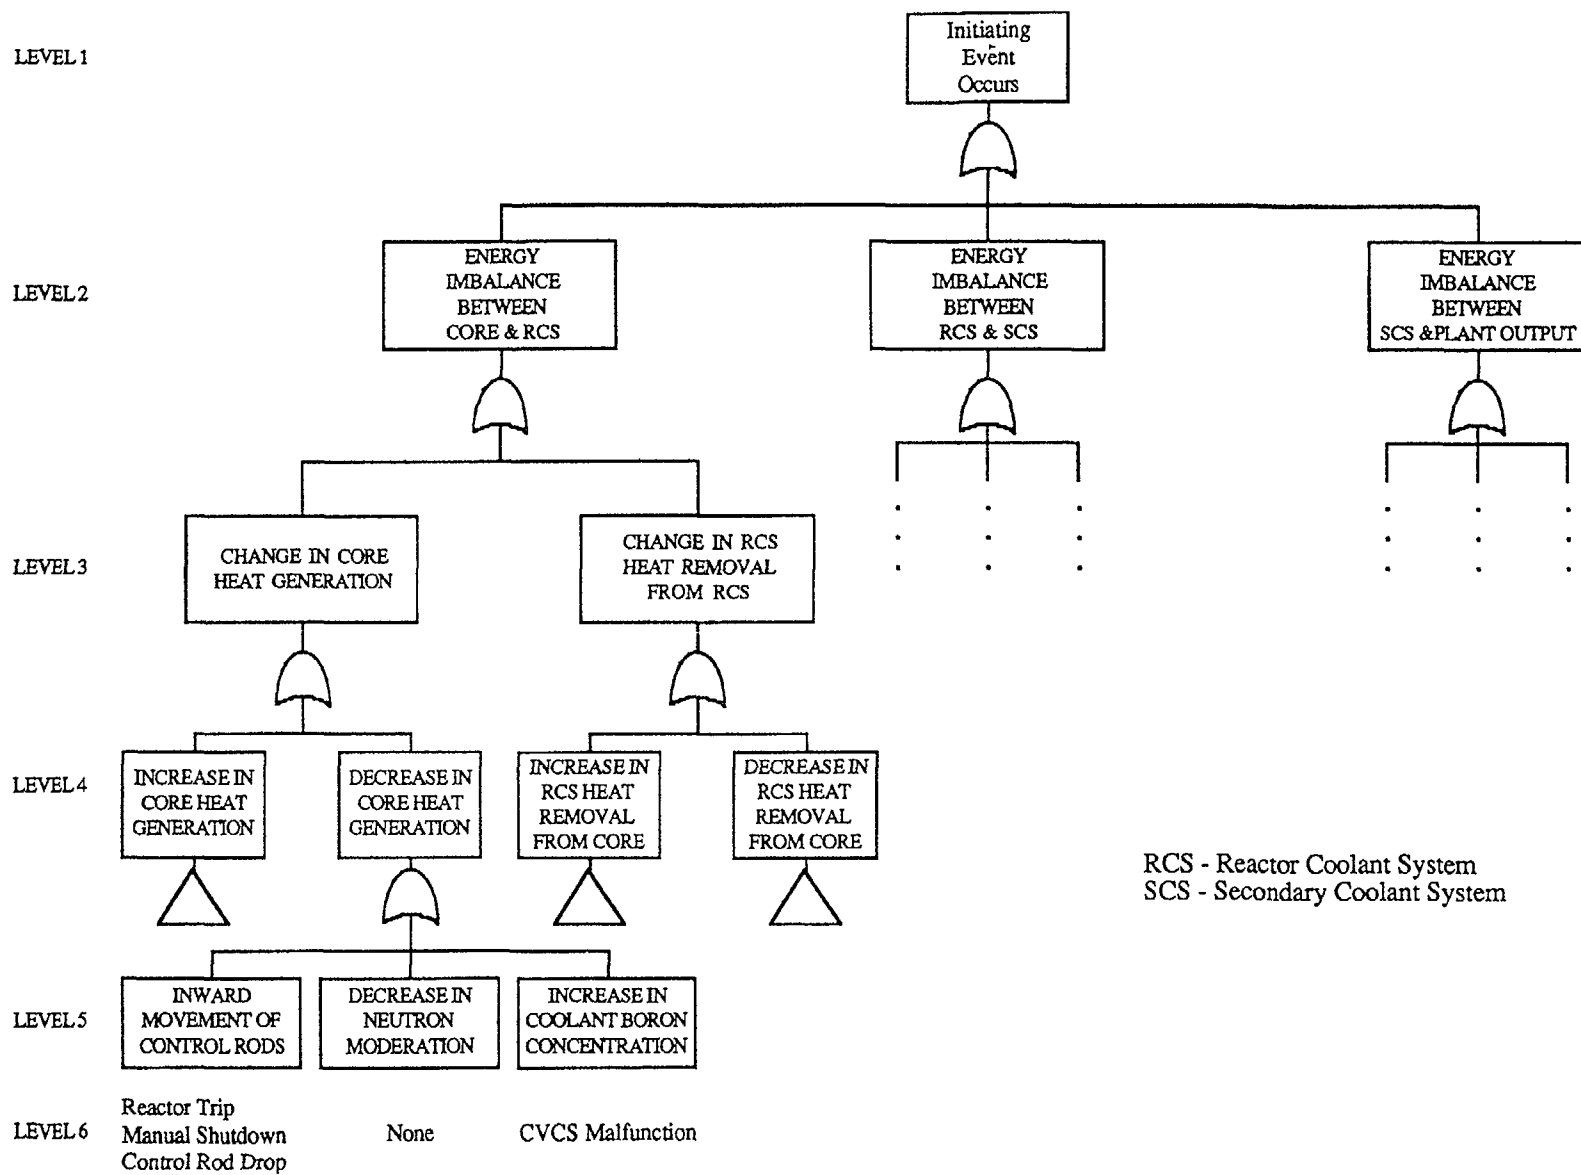 LEVEL 1
Initiating
Event
Occurs
LEVEL 2
ENERGY
IMBALANCE
BETWEEN
CORE & RCS
ENERGY
IMBALANCE
BETWEEN
RCS & SCS
ENERGY
IMBALANCE
BETWEEN
SCS & PLANT OUTPUT
LEVEL 3
CHANGE IN CORE
HEAT GENERATION
CHANGE IN RCS
HEAT REMOVAL
FROM RCS
LEVEL 4
INCREASE IN
CORE HEAT
GENERATION
DECREASE IN
CORE HEAT
GENERATION
INCREASE IN
RCS HEAT
REMOVAL
FROM CORE
DECREASE IN
RCS HEAT
REMOVAL
FROM CORE
RCS - Reactor Coolant System
SCS - Secondary Coolant System
LEVEL 5
INWARD
MOVEMENT OF
CONTROL RODS
DECREASE IN
NEUTRON
MODERATION
INCREASE IN
COOLANT BORON
CONCENTRATION
LEVEL 6
Reactor Trip
Manual Shutdown
Control Rod Drop
None
CVCS Malfunction